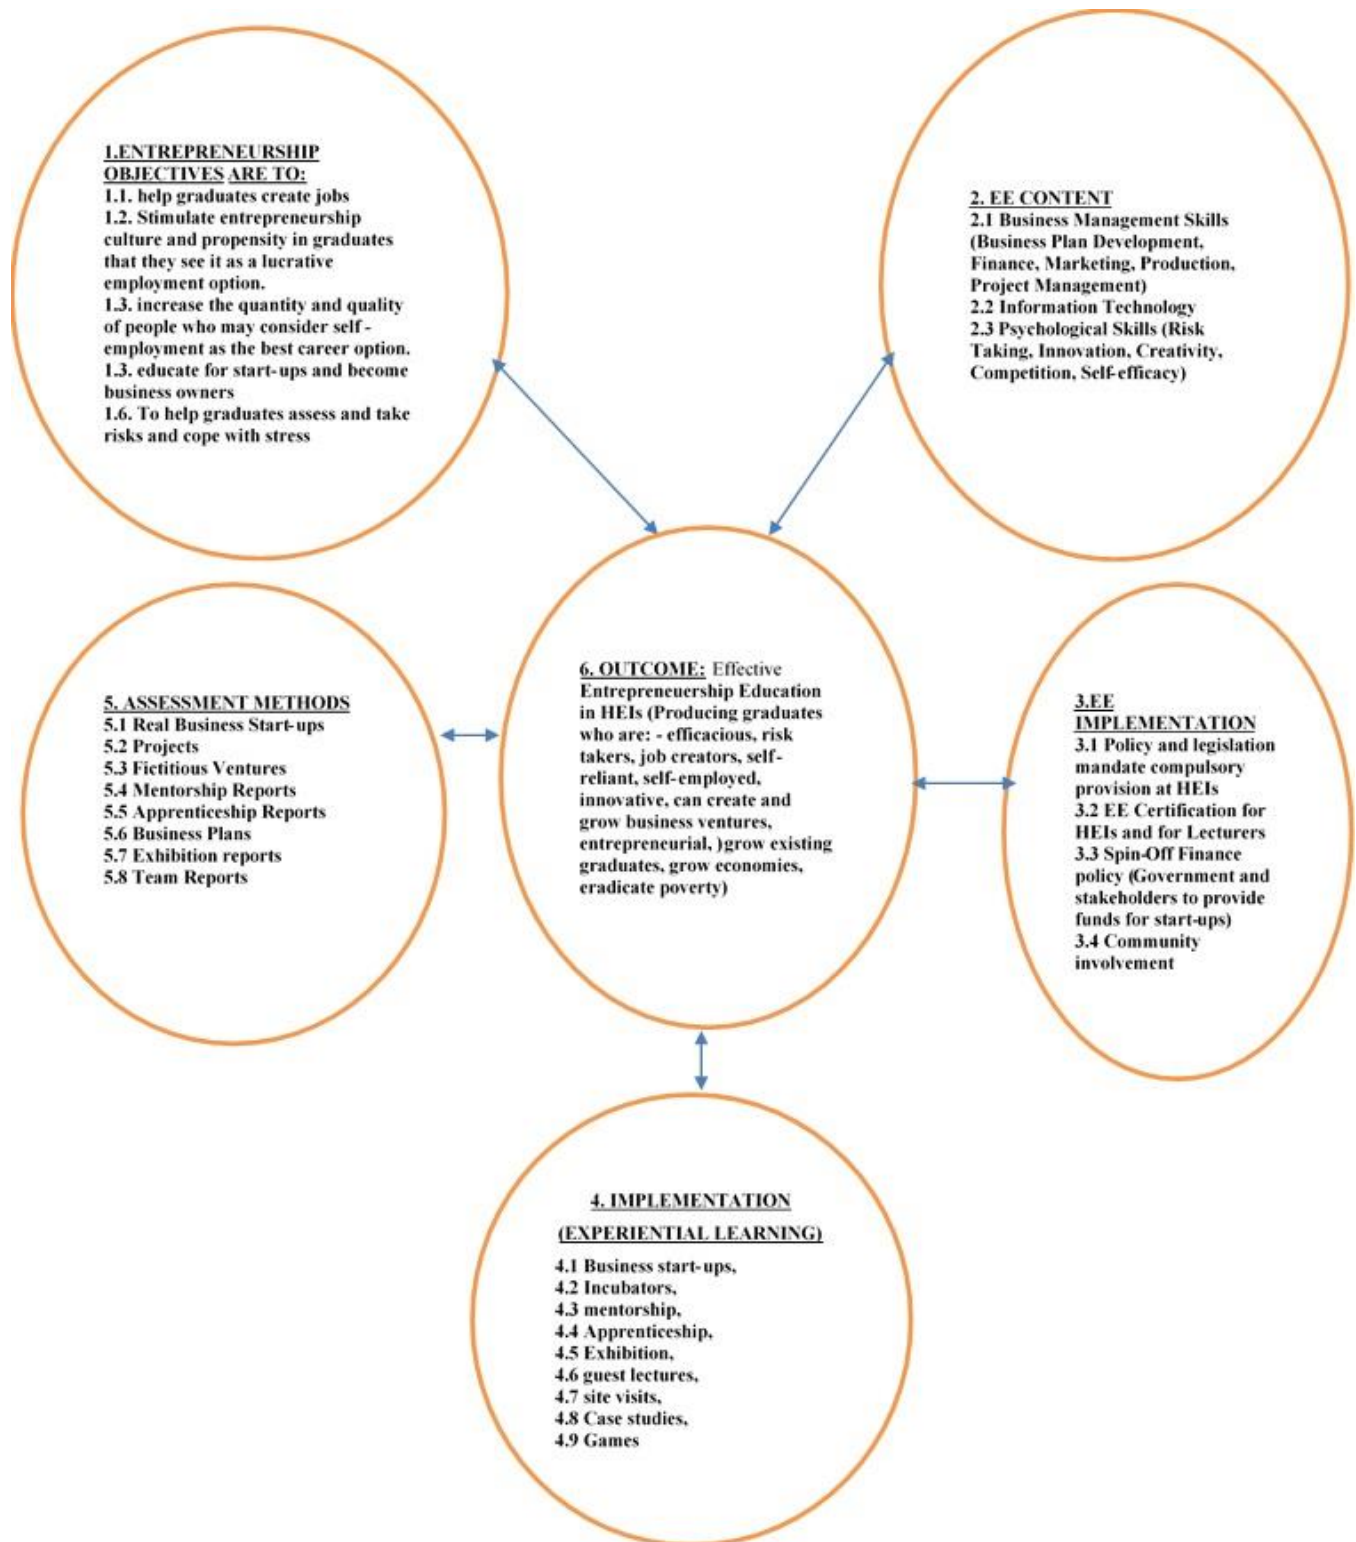 1.ENTREPRENEURSHIP
OBJECTIVES ARE TO:
1.1. help graduates create jobs
1.2. Stimulate entrepreneurship
culture and propensity in graduates
that they see it as a lucrative
employment option.
1.3. increase the quantity and quality
of people who may consider self -
employment as the best career option.
1.3. educate for start-ups and become
business owners
1.6. To help graduates assess and take
risks and cope with stress
2. EE CONTENT
2.1 Business Management Skills
(Business Plan Development,
Finance, Marketing, Production,
Project Management)
2.2 Information Technology
2.3 Psychological Skills (Risk
Taking, Innovation, Creativity,
Competition, Self-efficacy)
5. ASSESSMENT METHODS
5.1 Real Business Start-ups
5.2 Projects
5.3 Fictitious Ventures
5.4 Mentorship Reports
5.5 Apprenticeship Reports
5.6 Business Plans
5.7 Exhibition reports
5.8 Team Reports
6. OUTCOME: Effective
Entrepreneuership Education
in HEIs (Producing graduates
who are: - efficacious, risk
takers, job creators, self-
reliant, self-employed,
innovative, can create and
grow business ventures,
entrepreneurial, )grow existing
graduates, grow economies,
eradicate poverty)
3.EE
IMPLEMENTATION
3.1 Policy and legislation
mandate compulsory
provision at HEIs
3.2 EE Certification for
HEIs and for Lecturers
3.3 Spin-Off Finance
policy (Government and
stakeholders to provide
funds for start-ups)
3.4 Community
involvement
4. IMPLEMENTATION
(EXPERIENTIAL LEARNING)
4.1 Business start-ups,
4.2 Incubators,
4.3 mentorship,
4.4 Apprenticeship,
4.5 Exhibition,
4.6 guest lectures,
4.7 site visits,
4.8 Case studies,
4.9 Games